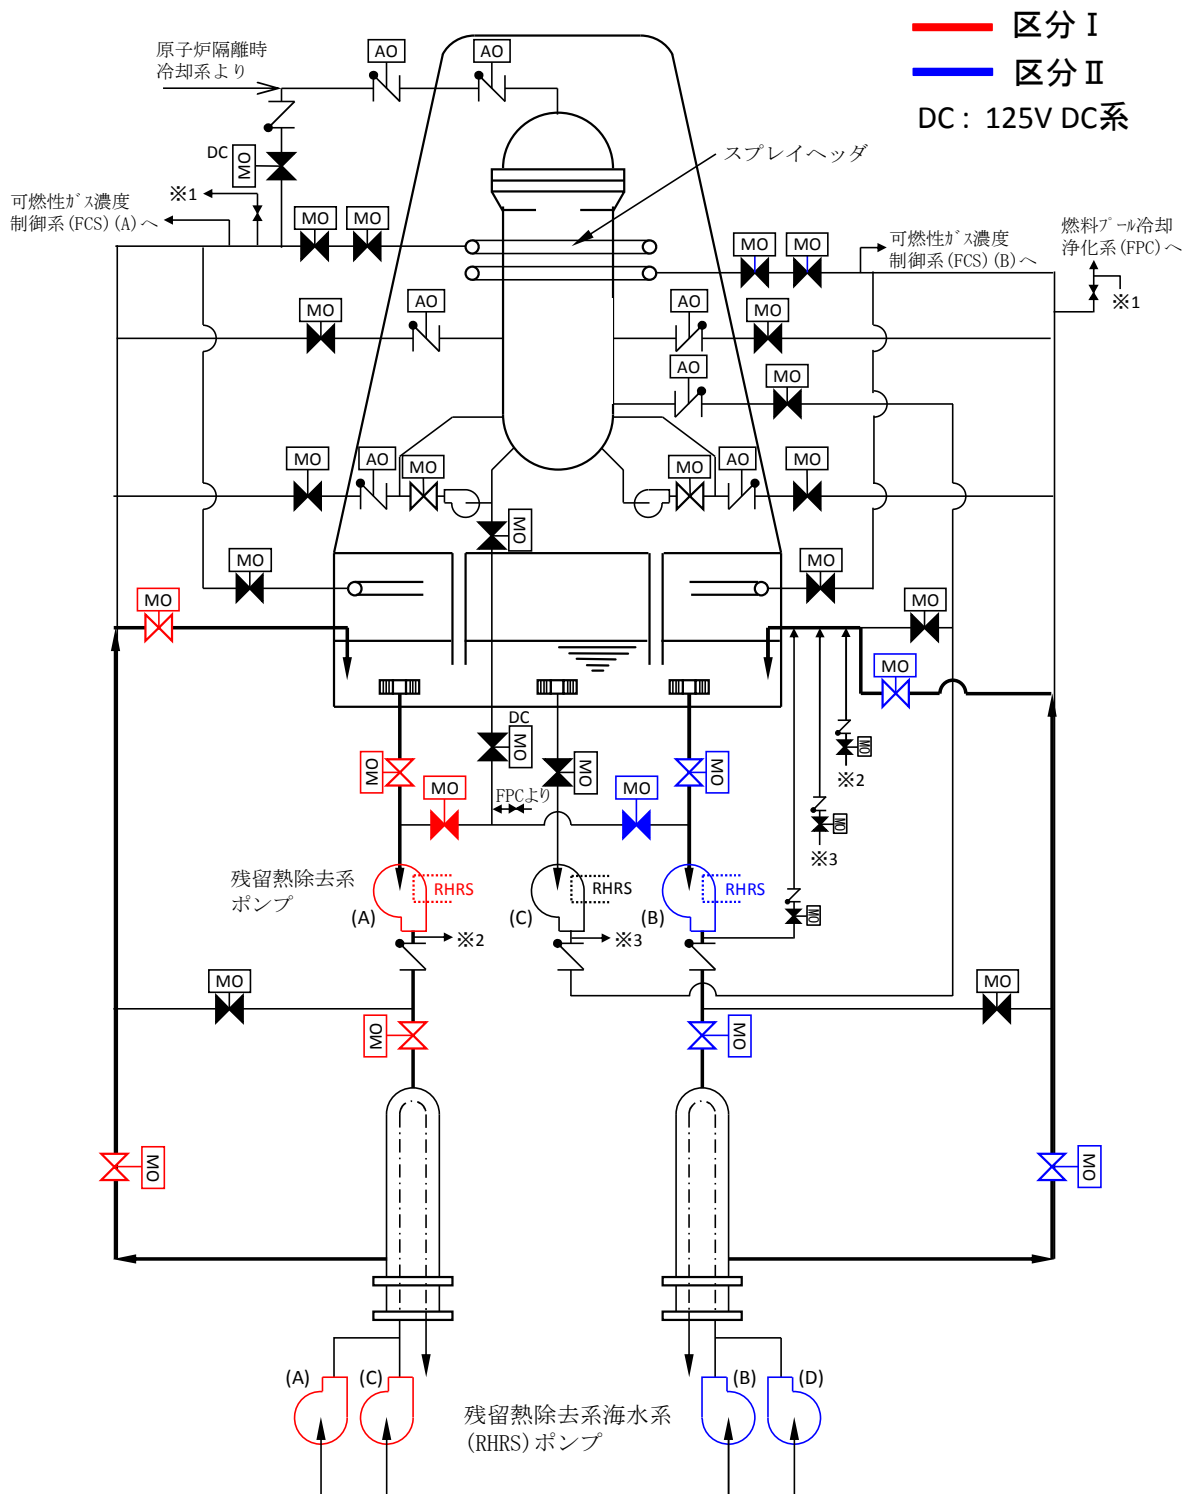 区分Ⅰ
区分Ⅱ
DC : 125V DC系
原子炉隔離時
冷却系より
AO
AO
スプレイヘッダ
DC
MO
※1
可燃性ｶﾞｽ濃度
制御系(FCS)(A)へ
MO
MO
MO
MO
可燃性ｶﾞｽ濃度
制御系(FCS)(B)へ
燃料ﾌﾟｰﾙ冷却
浄化系(FPC)へ
※1
MO
AO
AO
MO
AO
MO
MO
AO
MO
MO
AO
MO
MO
MO
MO
MO
MO
MO
DC
MO
MO
MO
MO
MO
※2
MO
FPCより
MO
MO
※3
残留熱除去系
ポンプ
(A)
RHRS
(C)
RHRS
(B)
RHRS
MO
※2
※3
MO
MO
MO
MO
MO
MO
(A)
(C)
(B)
(D)
残留熱除去系海水系
(RHRS)ポンプ